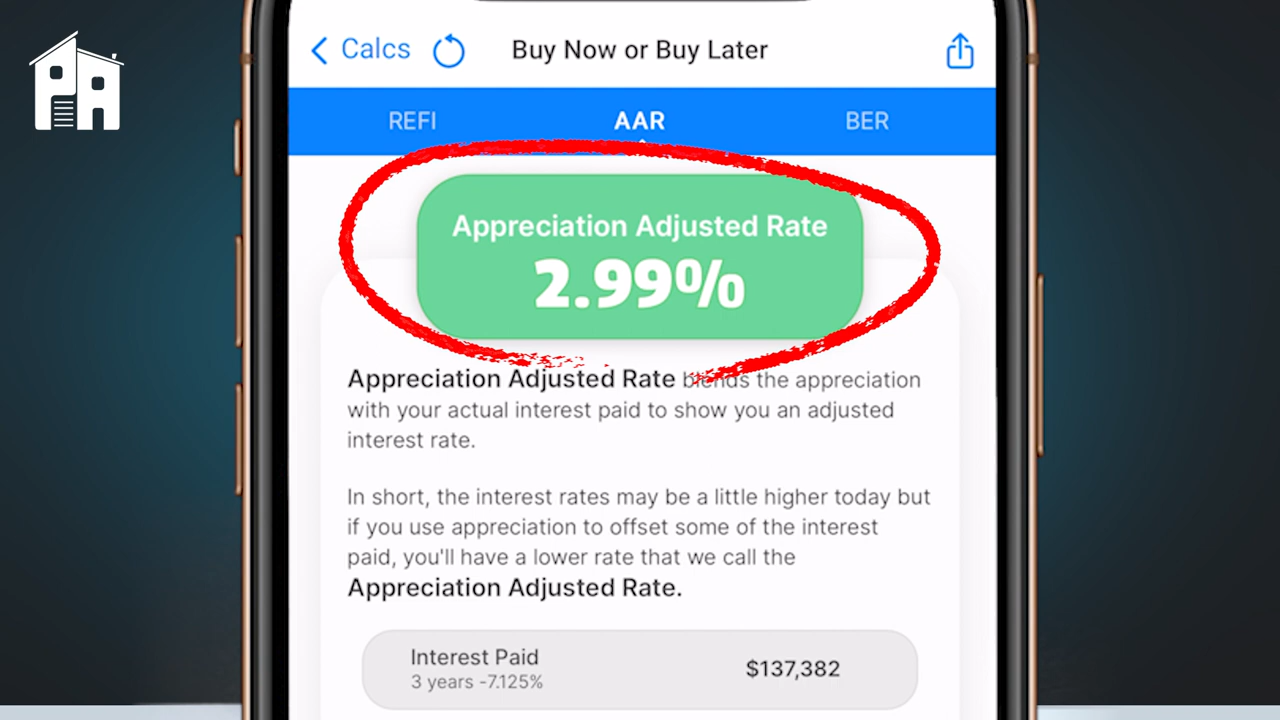 PA
Calcs
Buy Now or Buy Later
REFI
AAR
BER
Appreciation Adjusted Rate
2.99%
Appreciation Adjusted Rate blends the appreciation
with your actual interest paid to show you an adjusted
interest rate.
In short, the interest rates may be a little higher today but
if you use appreciation to offset some of the interest
paid, you'll have a lower rate that we call the
Appreciation Adjusted Rate.
Interest Paid
$137,382
3 years -7.125%